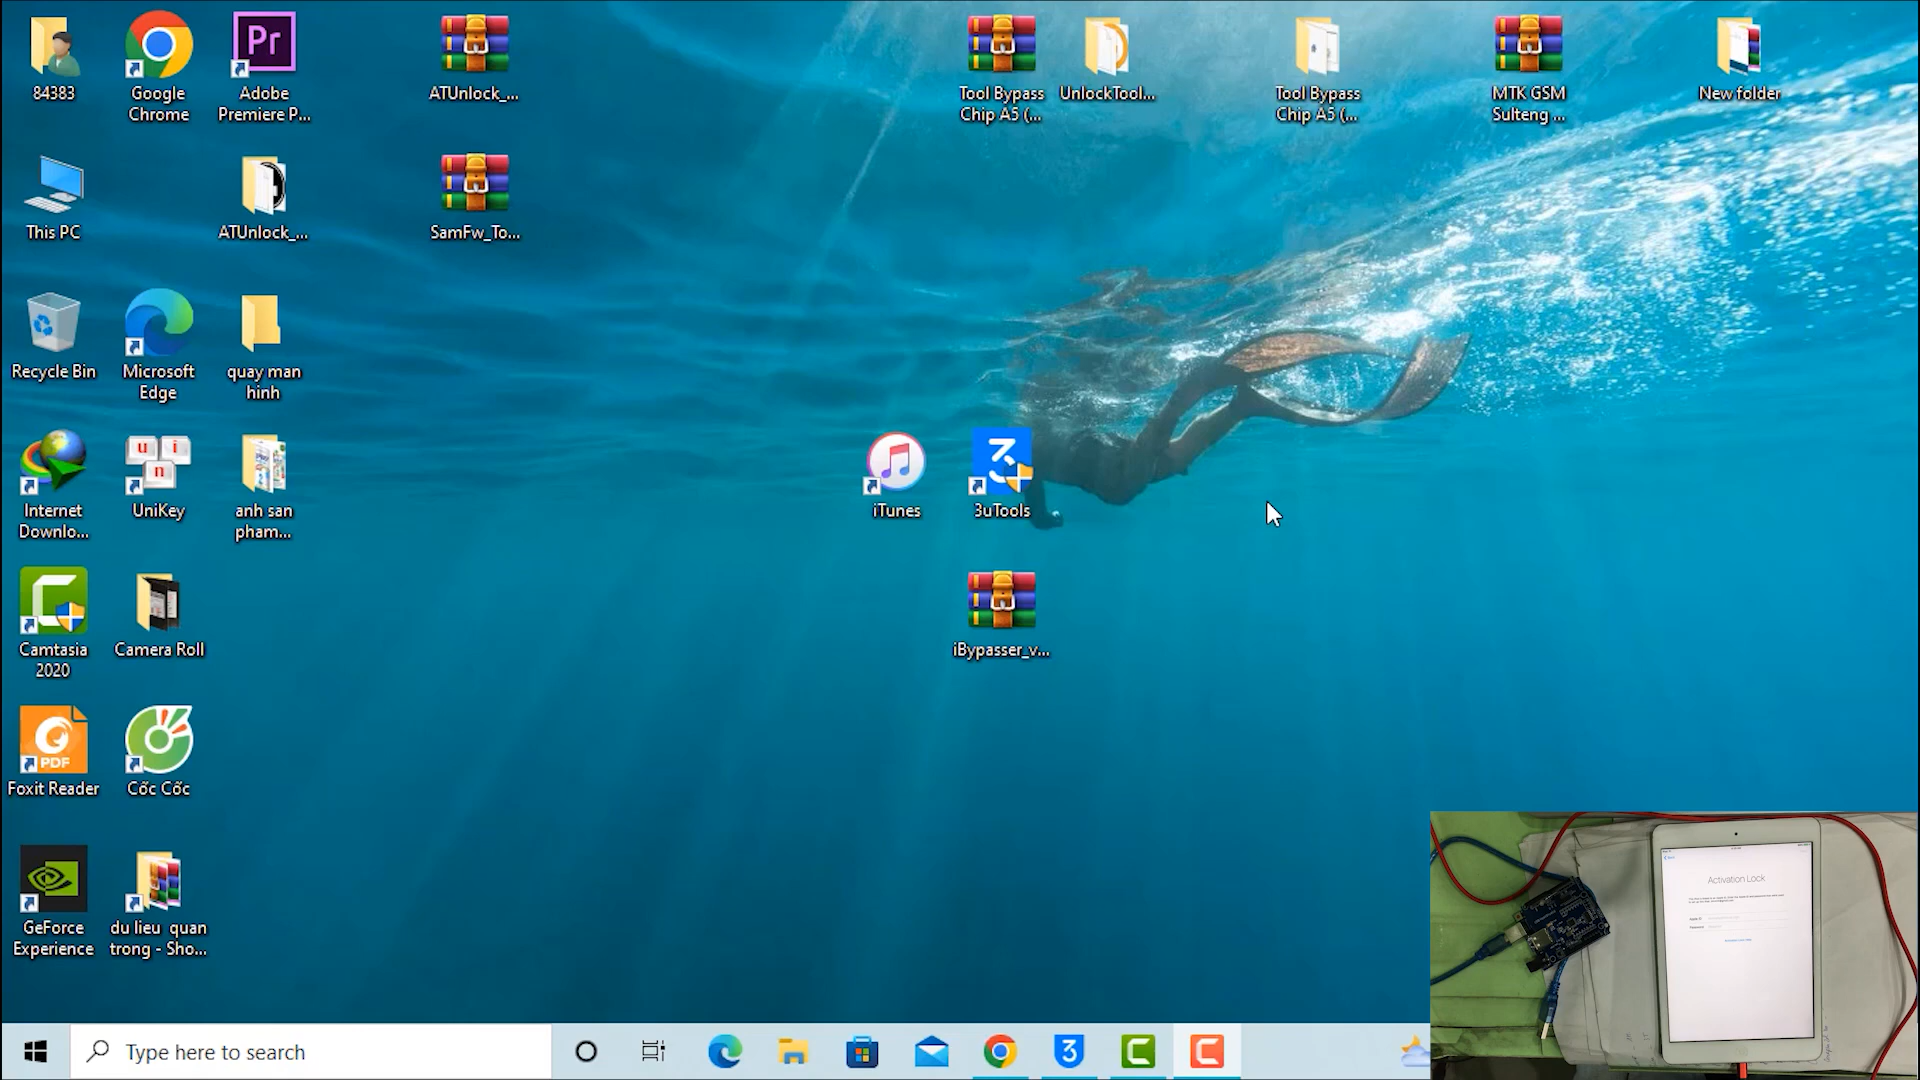 84383
Google
Chrome
Adobe
Premiere P...
ATUnlock_...
Tool Bypass
Chip A5 (...
UnlockTool...
Tool Bypass
Chip A5 (...
MTK GSM
Sulteng ...
New folder
This PC
ATUnlock_...
SamFw_To...
Recycle Bin
Microsoft
Edge
quay man
hinh
Internet
Downlo...
UniKey
anh san
pham...
iTunes
3uTools
Camtasia
2020
Camera Roll
iBypasser_v...
Foxit Reader
Cốc Cốc
GeForce
Experience
du lieu quan
trong - Sho...
Type here to search
Activation Lock
Pr
u
i
n
PDF
3